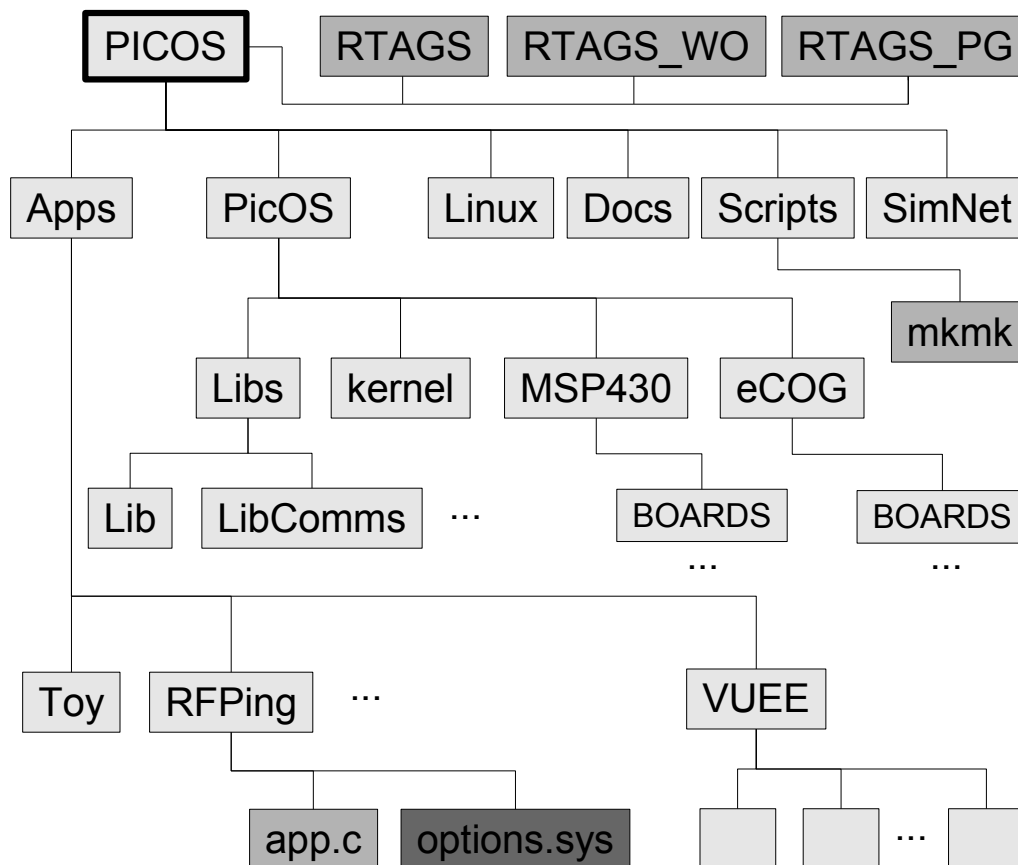 PICOS RTAGS RTAGS_WO RTAGS_PG
Apps PicOS Linux Docs Scripts SimNet
mkmk
Libs kernel MSP430 eCOG
Lib LibComms ... BOARDS BOARDS
... ...
Toy RFPing ... VUEE
app.c options.sys ...